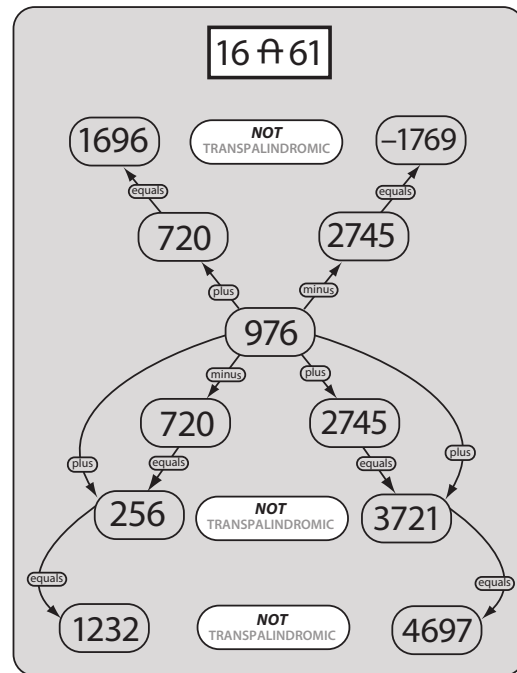 16 ⩀ 61
1696
NOT
TRANSPALINDROMIC
–1769
equals
equals
720
2745
plus
minus
976
minus
plus
720
2745
plus
equals
equals
plus
256
NOT
TRANSPALINDROMIC
3721
equals
equals
1232
NOT
TRANSPALINDROMIC
4697